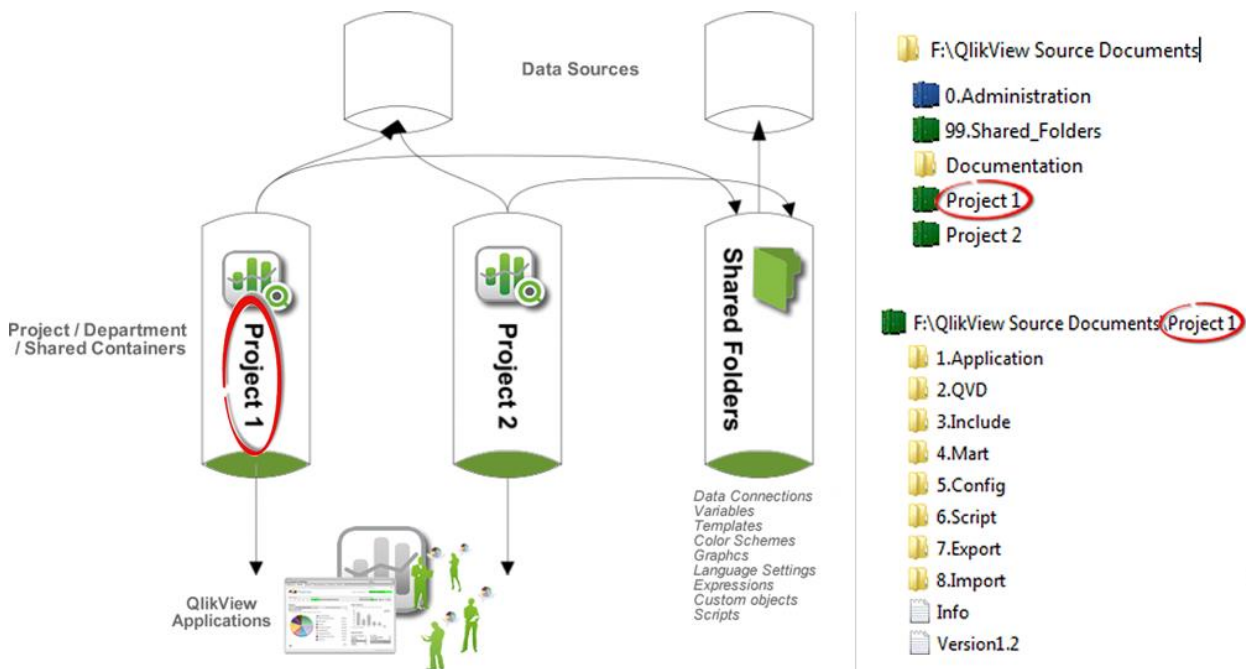 Data Sources
Project / Department
/ Shared Containers
Project 1
Project 2
Shared Folders
Data Connections
Variables
Templates
Color Schemes
Graphcs
Language Settings
Expressions
Custom objects
Scripts
QlikView
Applications
F:\QlikView Source Documents
0.Administration
99.Shared_Folders
Documentation
Project 1
Project 2
F:\QlikView Source Documents\Project 1
1.Application
2.QVD
3.Include
4.Mart
5.Config
6.Script
7.Export
8.Import
Info
Version1.2